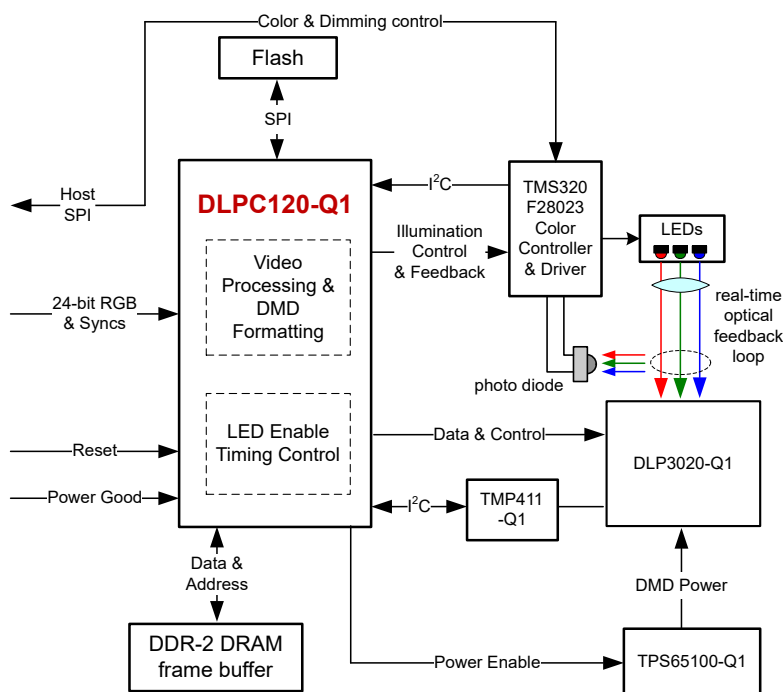 Color & Dimming control
Flash
SPI
Host
SPI
DLPC120-Q1
I²C
TMS320
F28023
Color
Controller
& Driver
LEDs
Illumination
Control
& Feedback
Video
Processing &
DMD
Formatting
24-bit RGB
& Syncs
real-time
optical
feedback
loop
photo diode
LED Enable
Timing Control
Reset
Data & Control
DLP3020-Q1
Power Good
I²C
TMP411
-Q1
Data &
Address
DMD Power
DDR-2 DRAM
frame buffer
Power Enable
TPS65100-Q1